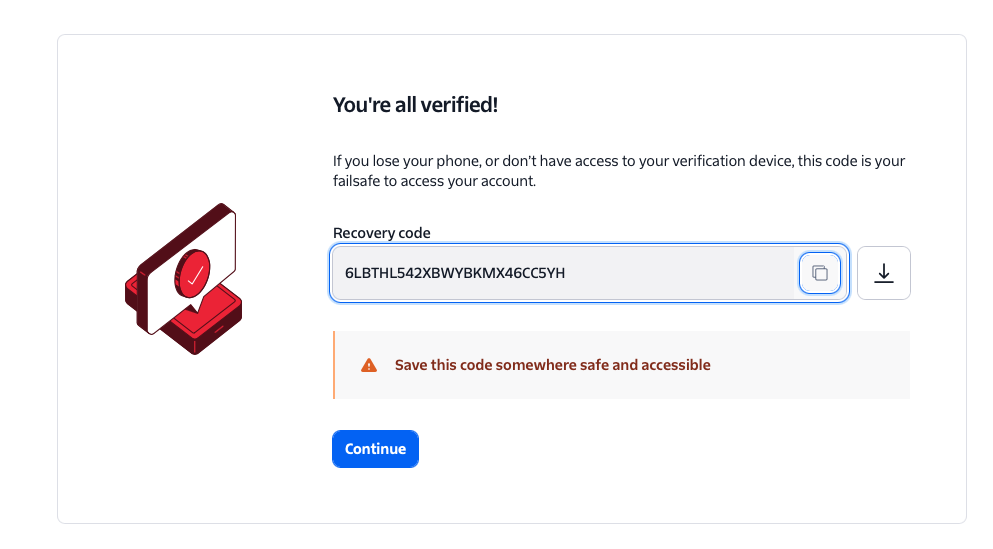 You're all verified!
If you lose your phone, or don’t have access to your verification device, this code is your
failsafe to access your account.
Recovery code
6LBTHL542XBWYBKMX46CC5YH
Save this code somewhere safe and accessible
Continue